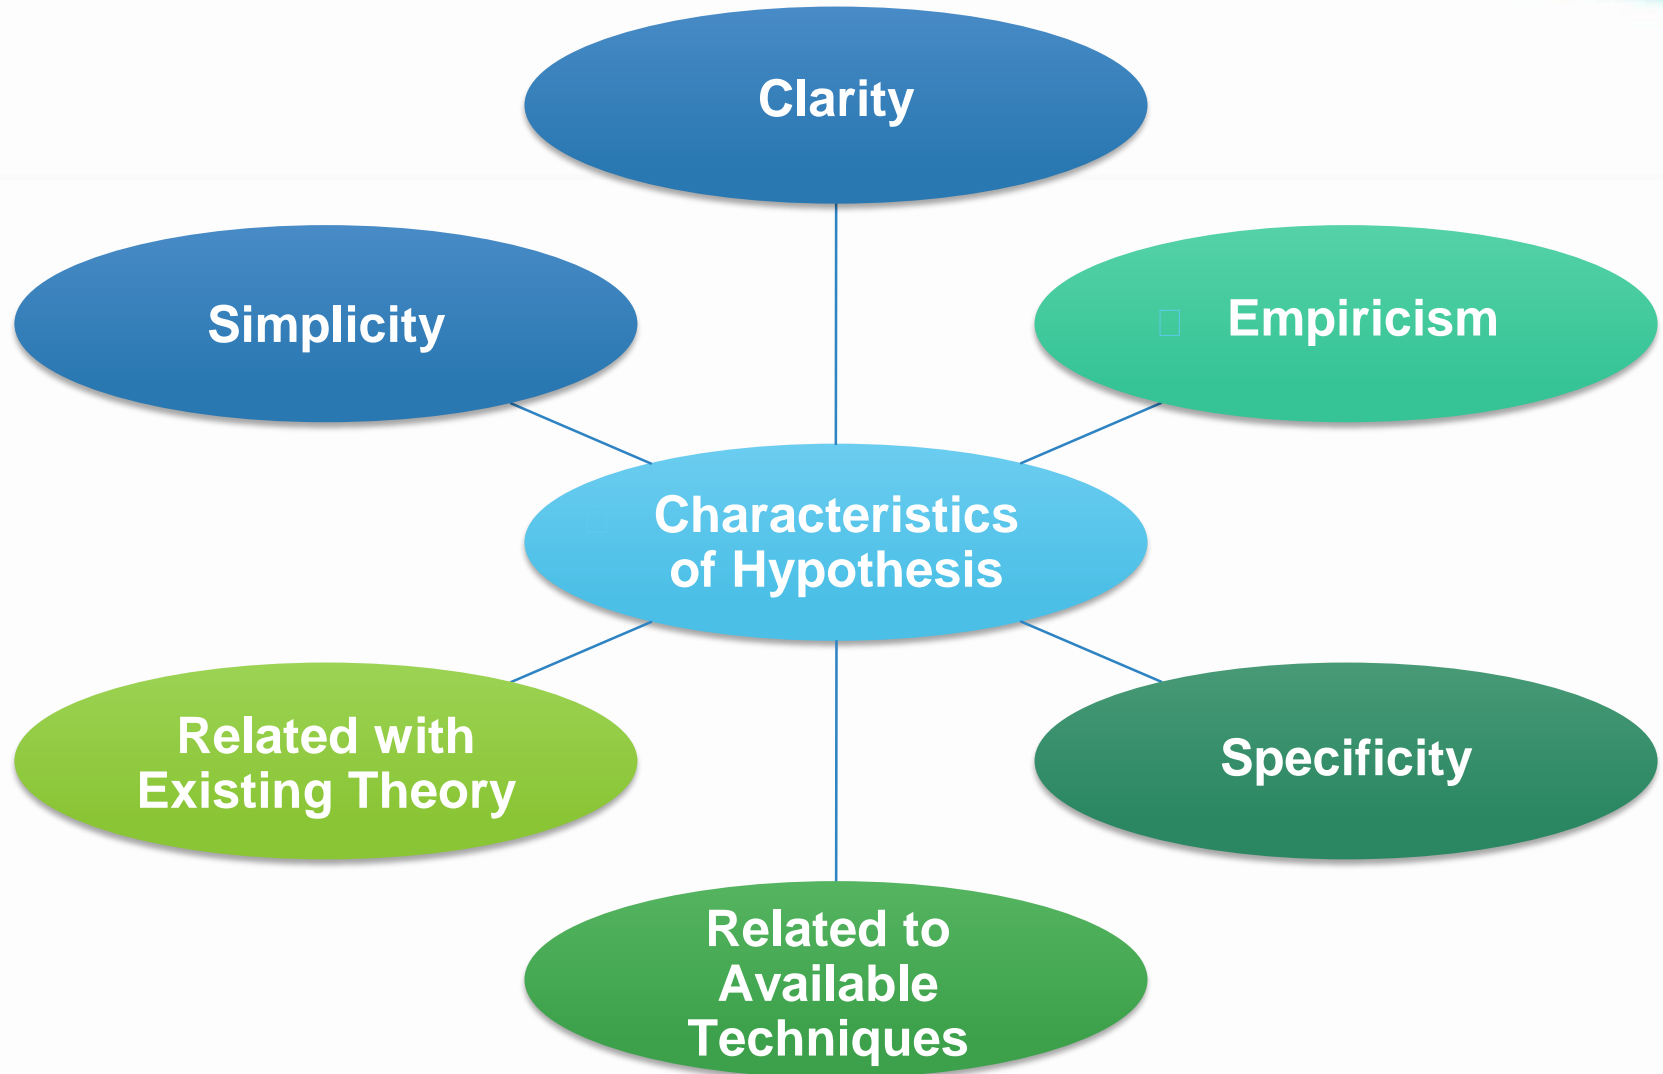 Clarity
Simplicity
Empiricism
Characteristics
of Hypothesis
Related with
Existing Theory
Specificity
Related to
Available
Techniques